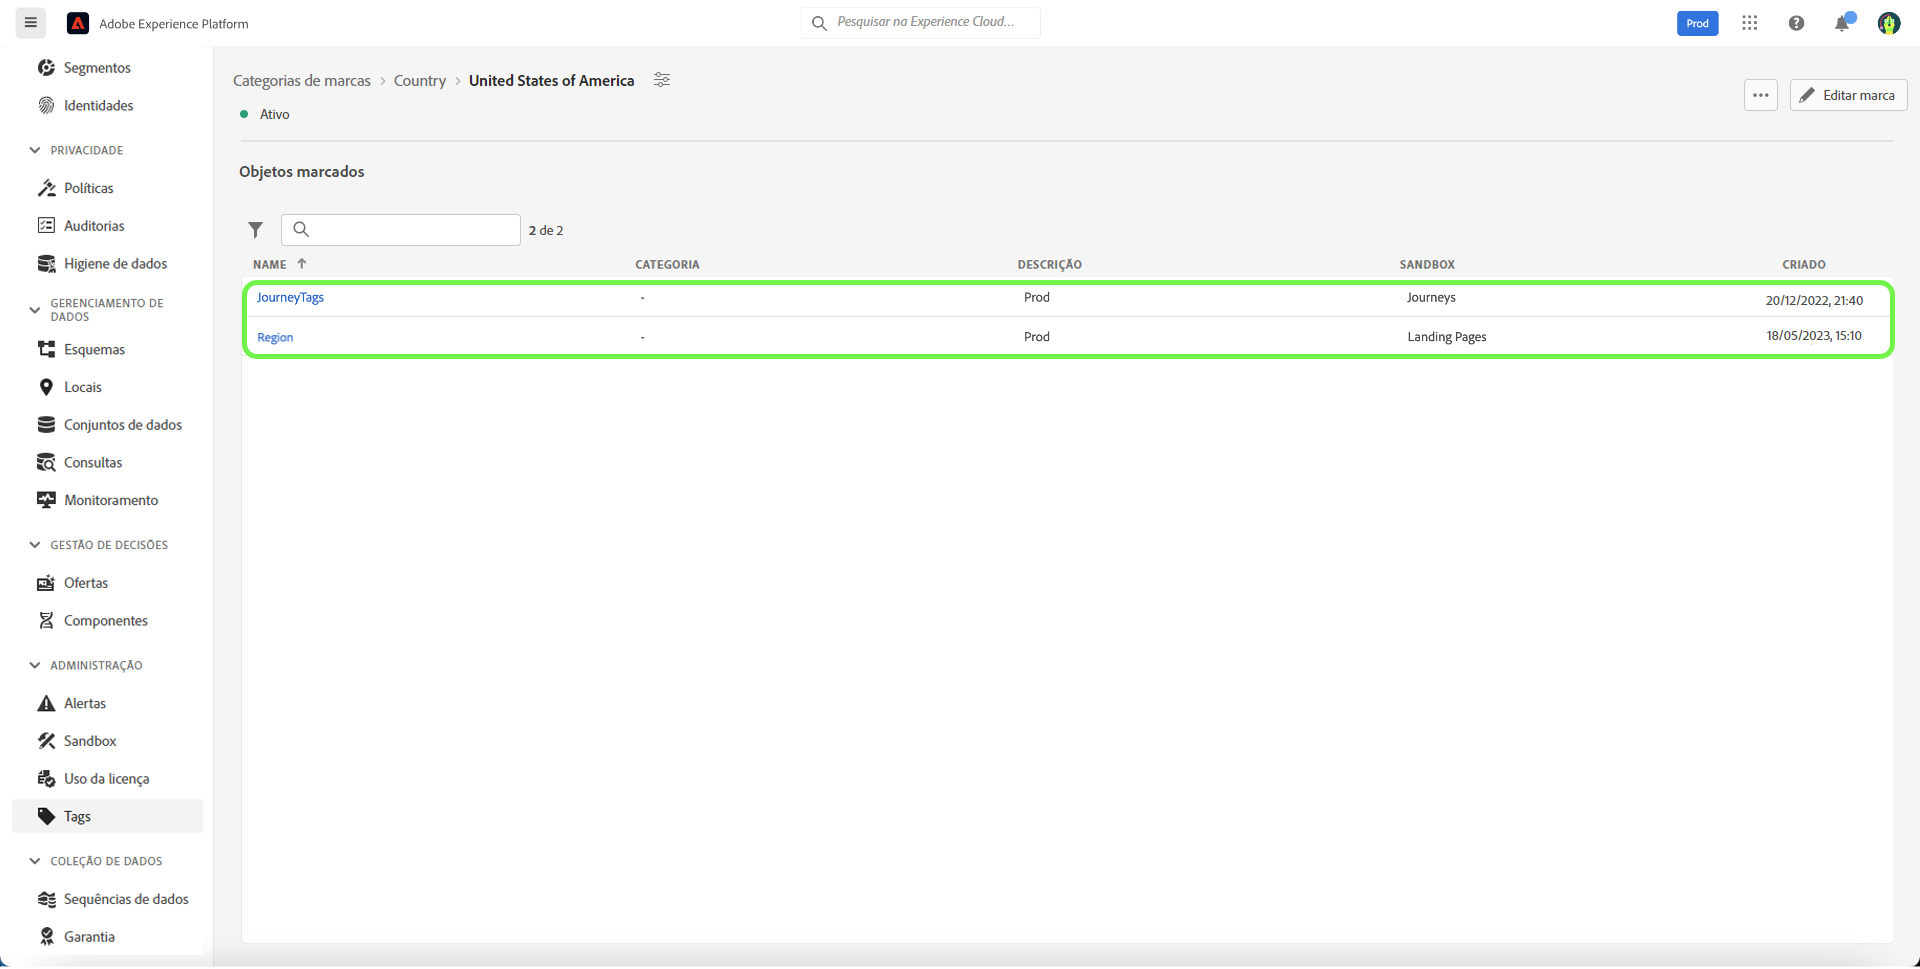 Adobe Experience Platform
Pesquisar na Experience Cloud...
Prod
Segmentos
Identidades
PRIVACIDADE
Políticas
Auditorias
Higiene de dados
GERENCIAMENTO DE
DADOS
Esquemas
Locais
Conjuntos de dados
Consultas
Monitoramento
GESTÃO DE DECISÕES
Ofertas
Componentes
ADMINISTRAÇÃO
Alertas
Sandbox
Uso da licença
Tags
COLEÇÃO DE DADOS
Sequências de dados
Garantia
Categorias de marcas > Country > United States of America
Ativo
Editar marca
Objetos marcados
2 de 2
NAME CATEGORIA DESCRIÇÃO SANDBOX CRIADO
JourneyTags - Prod Journeys 20/12/2022, 21:40
Region - Prod Landing Pages 18/05/2023, 15:10